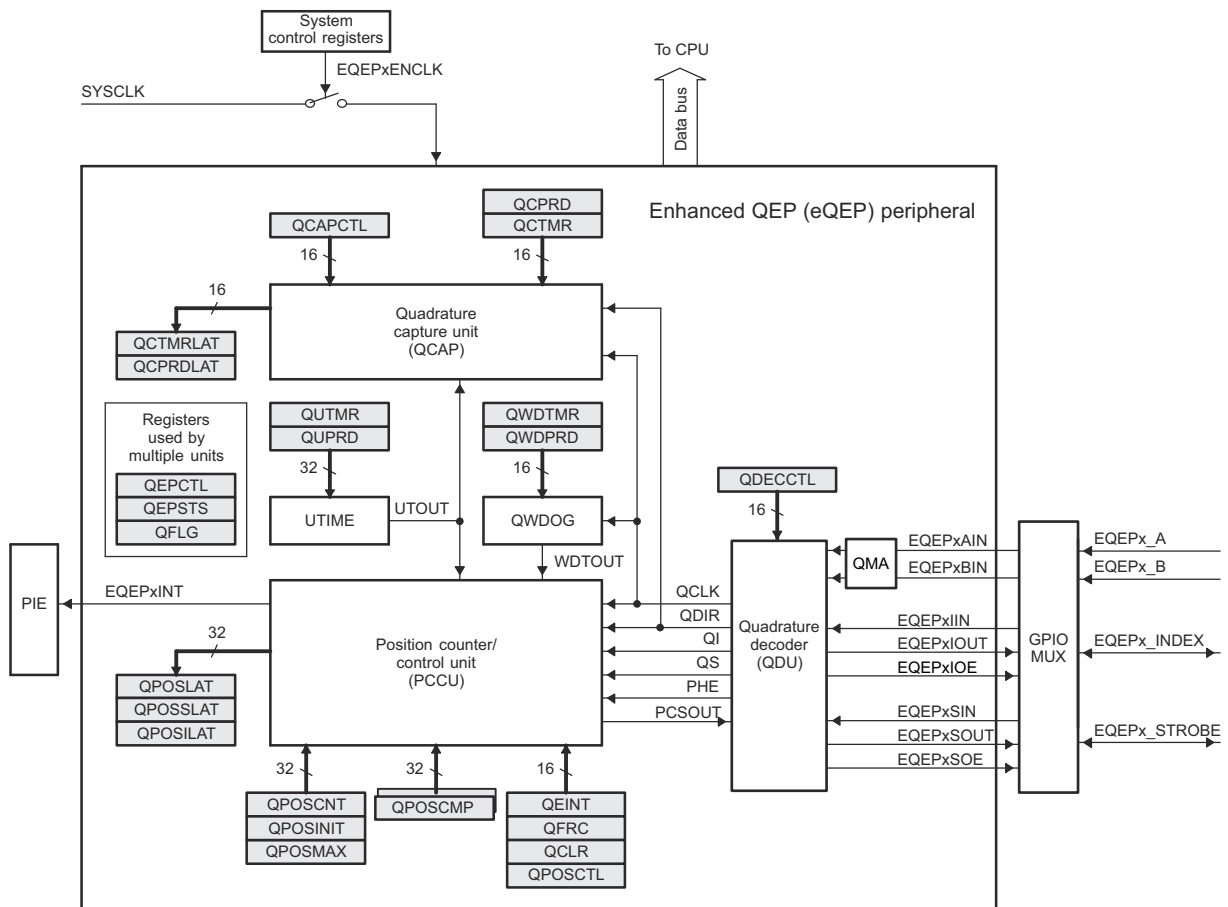 System
control registers
To CPU
EQEPxENCLK
SYSCLK
Data bus
Enhanced QEP (eQEP) peripheral
QCPRD
QCAPCTL
QCTMR
16
16
16
Quadrature
capture unit
(QCAP)
QCTMRLAT
QCPRDLAT
Registers
used by
multiple units
QEPCTL
QEPSTS
QFLG
QUTMR
QUPRD
32
QWDTMR
QWDPRD
16
UTIME
UTOUT
QWDOG
WDTOUT
QDECCTL
16
EQEPxAIN
EQEPxBIN
QMA
EQEPx_A
EQEPx_B
PIE
EQEPxINT
32
Position counter/
control unit
(PCCU)
QCLK
QDIR
QI
QS
PHE
PCSOUT
Quadrature
decoder
(QDU)
EQEPxIIN
EQEPxIOUT
EQEPxIOE
EQEPxSIN
EQEPxSOUT
EQEPxSOE
GPIO
MUX
EQEPx_INDEX
EQEPx_STROBE
QPOSLAT
QPOSSLAT
QPOSILAT
32
32
16
QPOSCNT
QPOSINIT
QPOSMAX
QPOSCMP
QEINT
QFRC
QCLR
QPOSCTL